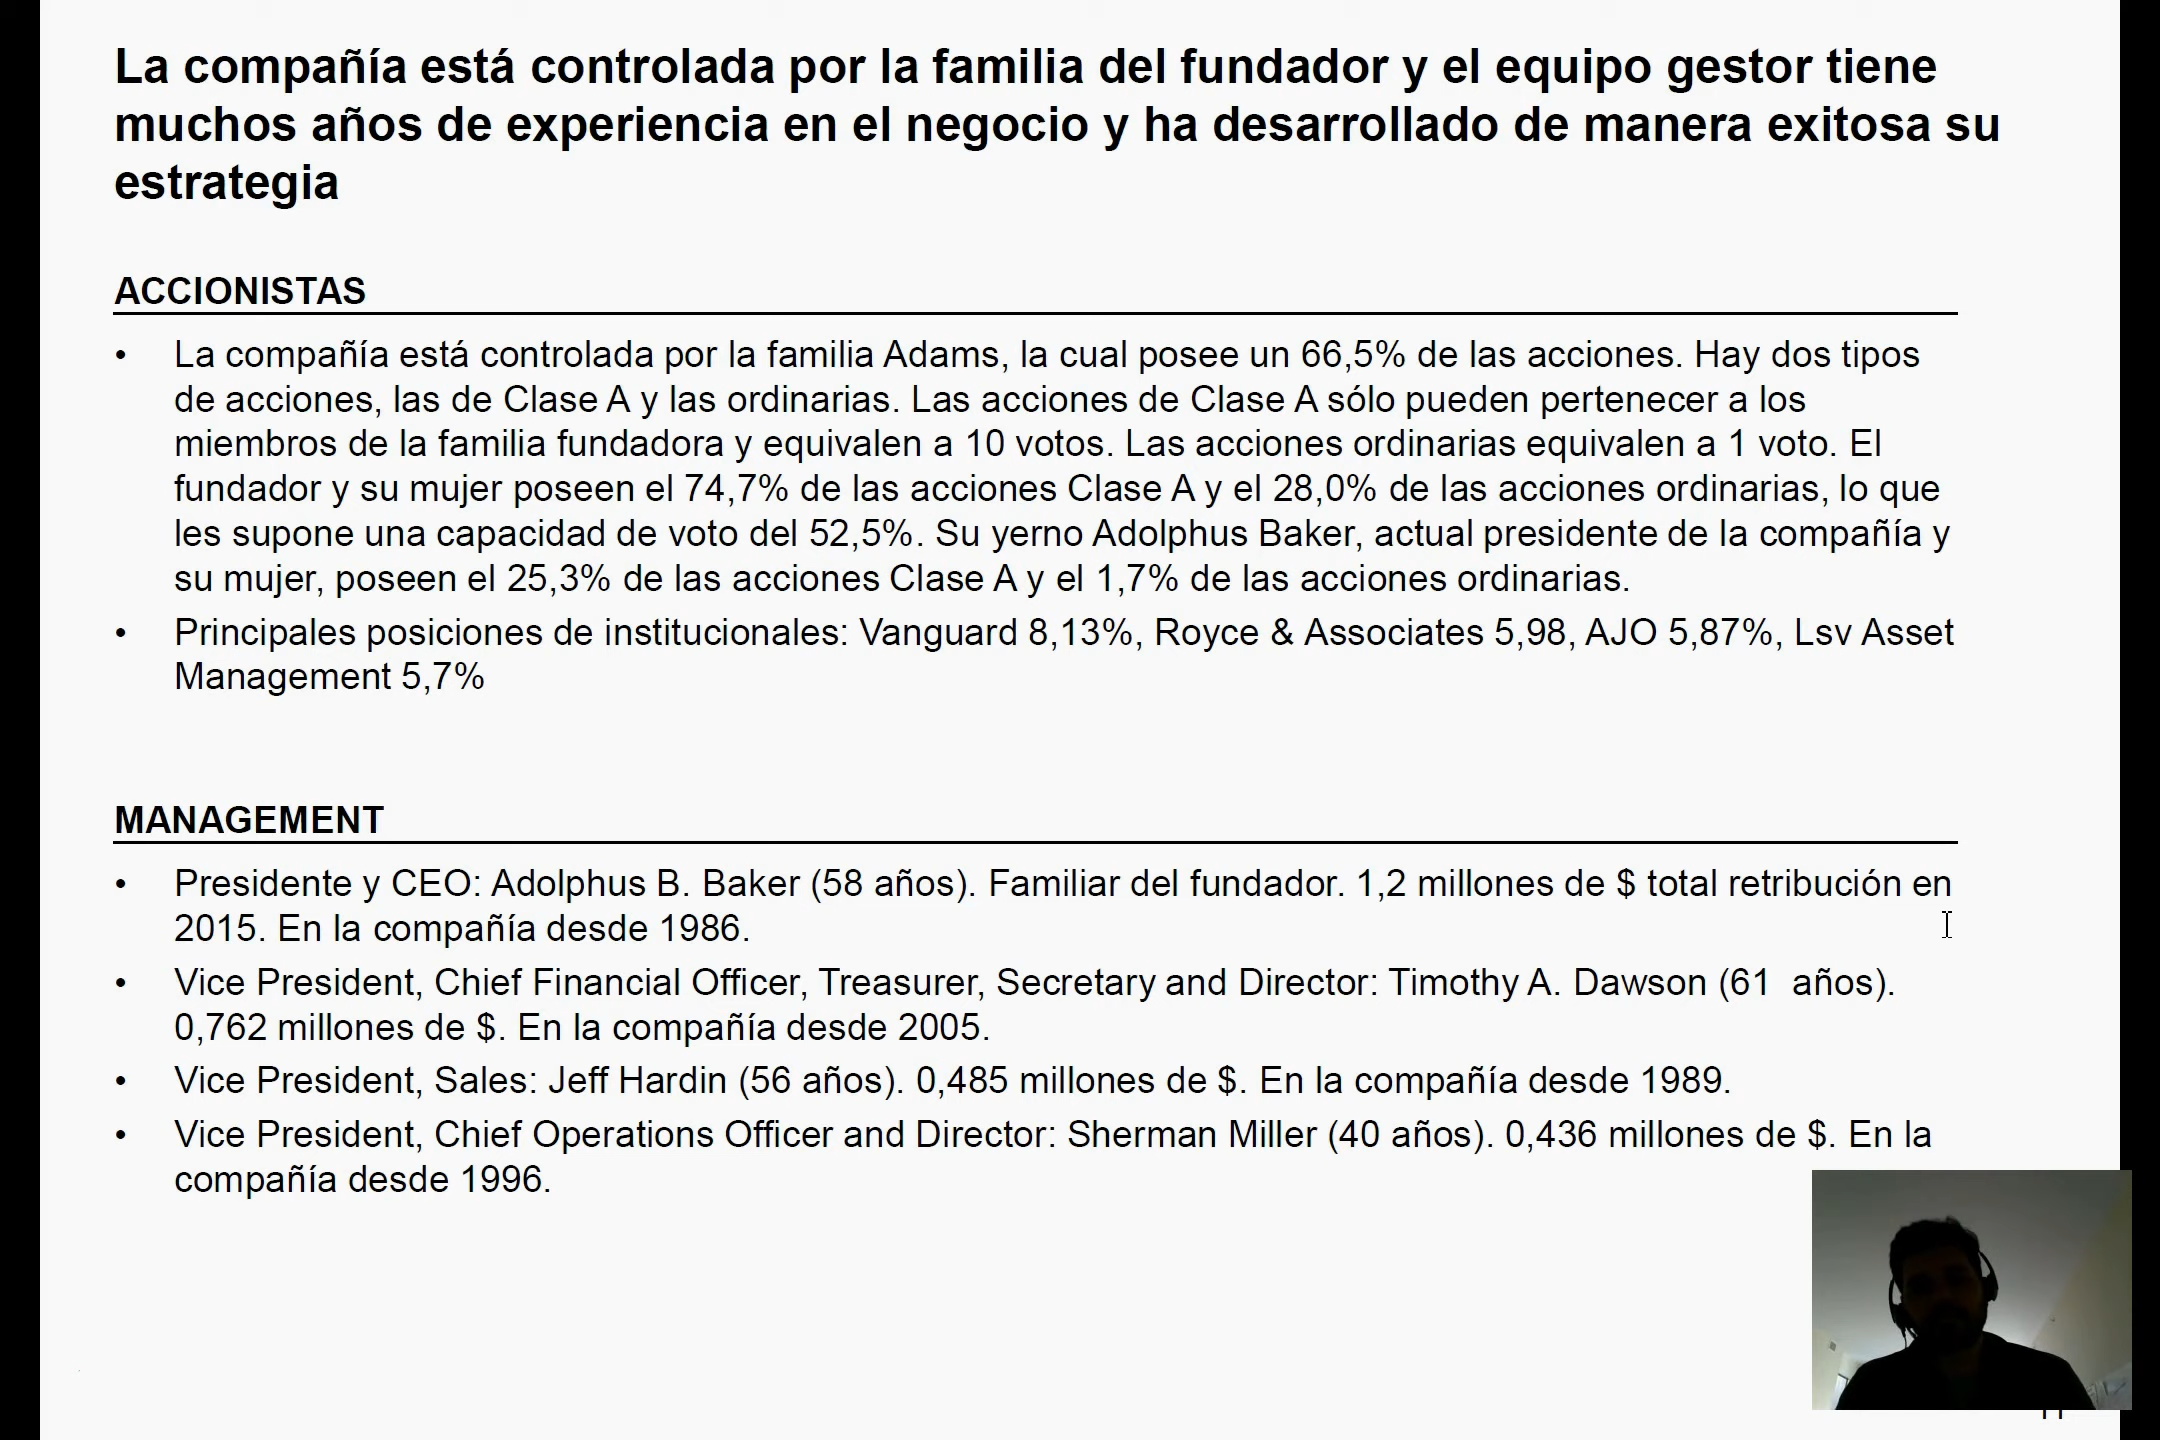 La compañía está controlada por la familia del fundador y el equipo gestor tiene
muchos años de experiencia en el negocio y ha desarrollado de manera exitosa su
estrategia
ACCIONISTAS
• La compañía está controlada por la familia Adams, la cual posee un 66,5% de las acciones. Hay dos tipos
de acciones, las de Clase A y las ordinarias. Las acciones de Clase A sólo pueden pertenecer a los
miembros de la familia fundadora y equivalen a 10 votos. Las acciones ordinarias equivalen a 1 voto. El
fundador y su mujer poseen el 74,7% de las acciones Clase A y el 28,0% de las acciones ordinarias, lo que
les supone una capacidad de voto del 52,5%. Su yerno Adolphus Baker, actual presidente de la compañía y
su mujer, poseen el 25,3% de las acciones Clase A y el 1,7% de las acciones ordinarias.
• Principales posiciones de institucionales: Vanguard 8,13%, Royce & Associates 5,98, AJO 5,87%, Lsv Asset
Management 5,7%
MANAGEMENT
• Presidente y CEO: Adolphus B. Baker (58 años). Familiar del fundador. 1,2 millones de $ total retribución en
2015. En la compañía desde 1986.
• Vice President, Chief Financial Officer, Treasurer, Secretary and Director: Timothy A. Dawson (61  años).
0,762 millones de $. En la compañía desde 2005.
• Vice President, Sales: Jeff Hardin (56 años). 0,485 millones de $. En la compañía desde 1989.
• Vice President, Chief Operations Officer and Director: Sherman Miller (40 años). 0,436 millones de $. En la
compañía desde 1996.